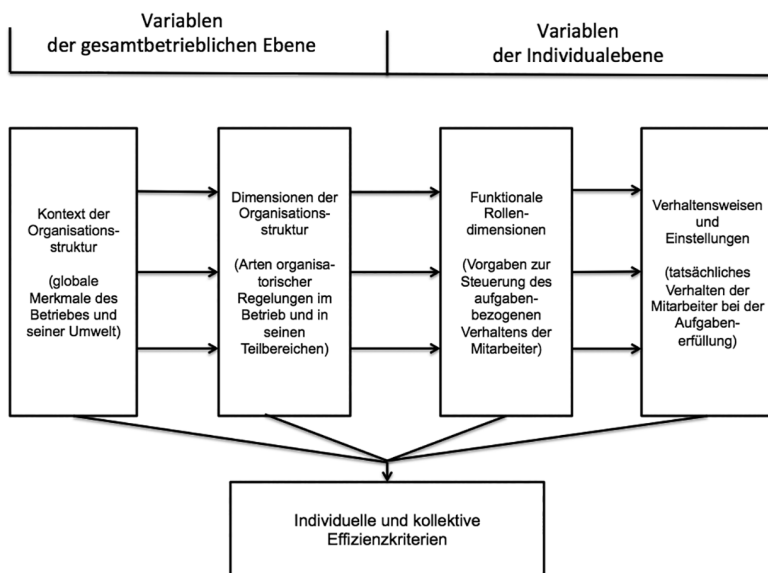 Variablen
der gesamtbetrieblichen Ebene
Variablen
der Individualebene
Kontext der
Organisations-
struktur
(globale
Merkmale des
Betriebes und
seiner Umwelt)
Dimensionen der
Organisations-
struktur
(Arten organisa-
torischer
Regelungen im
Betrieb und in
seinen
Teilbereichen)
Funktionale
Rollen-
dimensionen
(Vorgaben zur
Steuerung des
aufgaben-
bezogenen
Verhaltens der
Mitarbeiter)
Verhaltensweisen
und
Einstellungen
(tatsächliches
Verhalten der
Mitarbeiter bei der
Aufgaben-
erfüllung)
Individuelle und kollektive
Effizienzkriterien